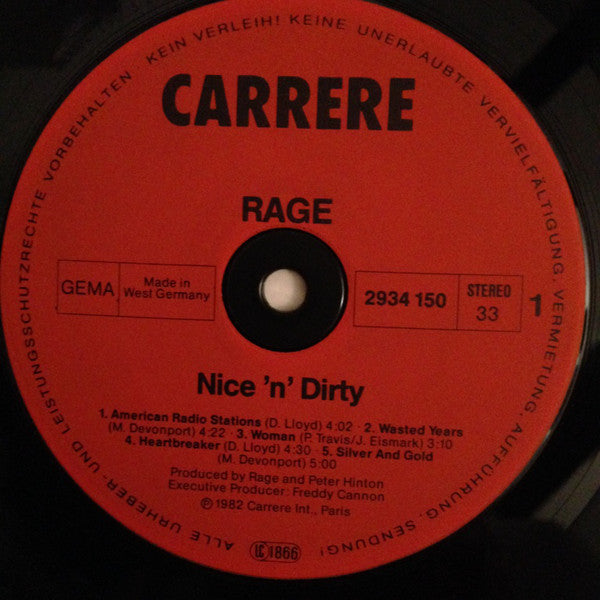 ALLE URHEBER- UND LEISTUNGSSCHUTZRECHTE VORBEHALTEN · KEIN VERLEIH! KEINE UNERLAUBTE VERVIELFÄLTIGUNG, VERMIETUNG, AUFFÜHRUNG, SENDUNG!
CARRERE
RAGE
GEMA
Made in
West Germany
2934 150
STEREO
33
1
Nice 'n' Dirty
1. American Radio Stations (D. Lloyd) 4:02 · 2. Wasted Years
(M. Devonport) 4:22 · 3. Woman (P. Travis/J. Eismark) 3:10
4. Heartbreaker (D. Lloyd) 4:30 · 5. Silver And Gold
(M. Devonport) 5:00
Produced by Rage and Peter Hinton
Executive Producer: Freddy Cannon
℗ 1982 Carrere Int., Paris
LC 1866